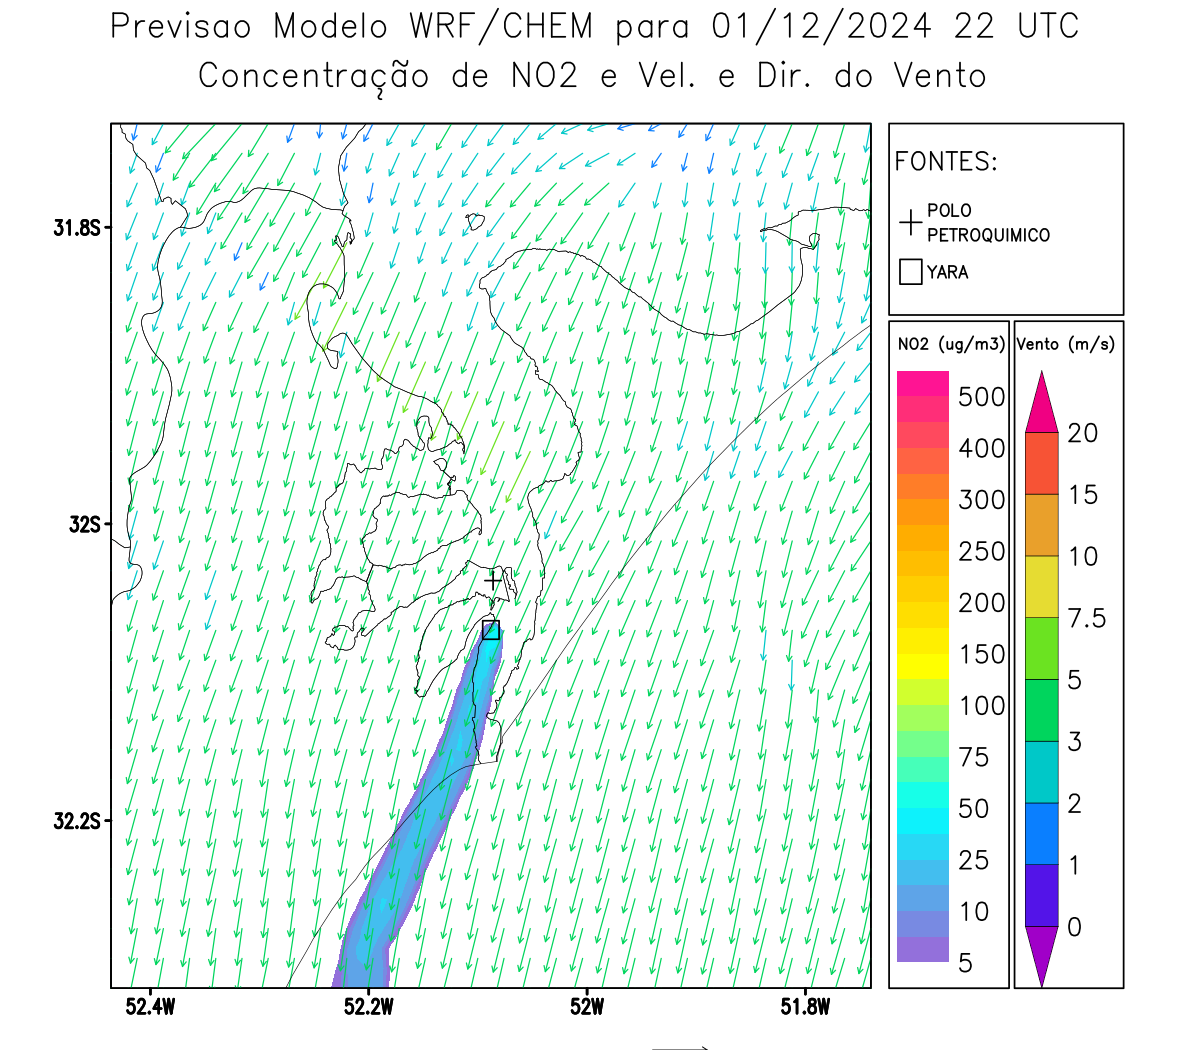 Previsao Modelo WRF/CHEM para 01/12/2024 22 UTC
Concentração de NO2 e Vel. e Dir. do Vento
FONTES:
POLO
PETROQUIMICO
YARA
NO2 (ug/m3)
500
400
300
250
200
150
100
75
50
25
10
5
Vento (m/s)
20
15
10
7.5
5
3
2
1
0
31.8S
32S
32.2S
52.4W
52.2W
52W
51.8W